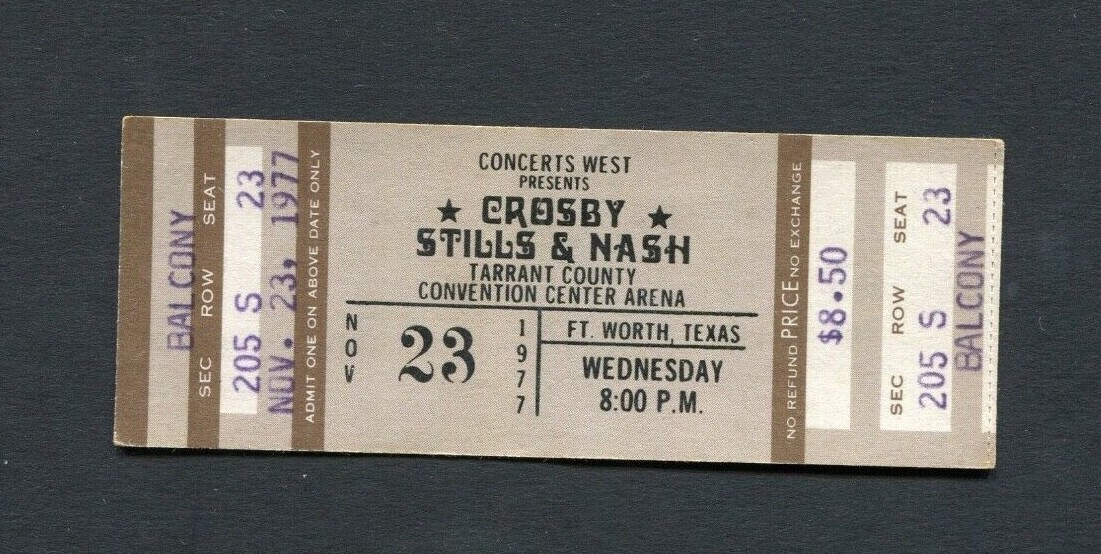 BALCONY
SEC ROW SEAT
205 S 23
NOV. 23, 1977
ADMIT ONE ON ABOVE DATE ONLY
CONCERTS WEST
PRESENTS
★ CROSBY ★
STILLS & NASH
TARRANT COUNTY
CONVENTION CENTER ARENA
NOV 23 1977
FT. WORTH, TEXAS
WEDNESDAY
8:00 P.M.
NO REFUND PRICE NO EXCHANGE
$8.50
SEC ROW SEAT
205 S 23
BALCONY